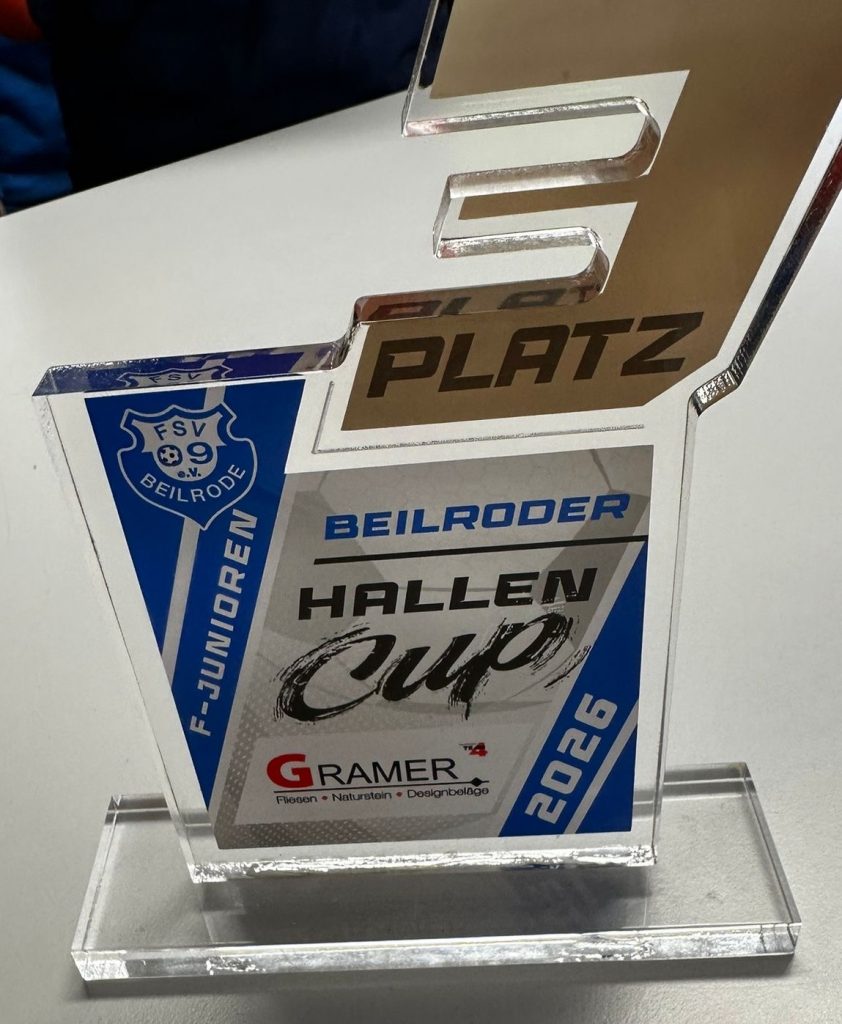 3
PLATZ
FSV
09
e.V.
BEILRODE
F-JUNIOREN
BEILRODER
HALLEN
Cup
GRAMER
Fliesen • Naturstein • Designbeläge
2026